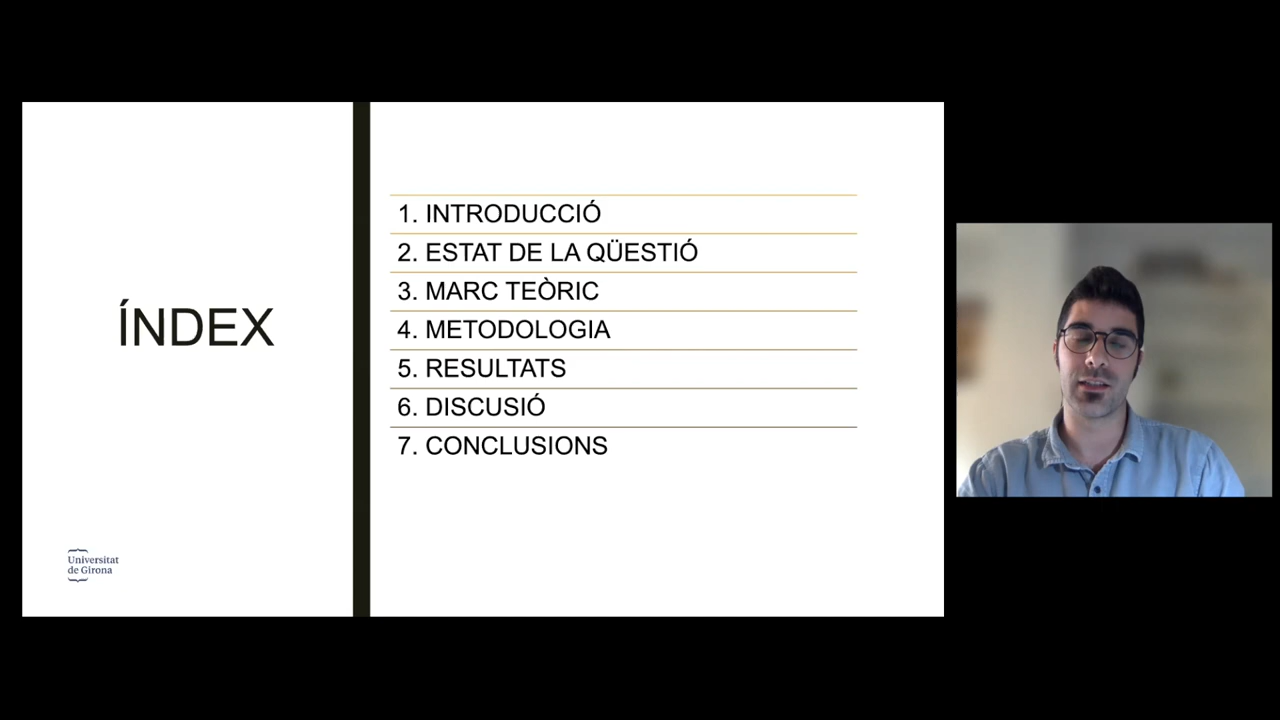 ÍNDEX
1. INTRODUCCIÓ
2. ESTAT DE LA QÜESTIÓ
3. MARC TEÒRIC
4. METODOLOGIA
5. RESULTATS
6. DISCUSIÓ
7. CONCLUSIONS
Universitat
de Girona